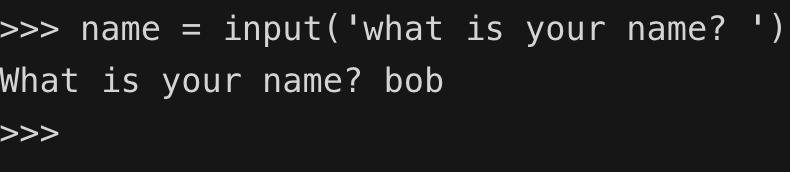 >>> name = input('what is your name? ')
What is your name? bob
>>>